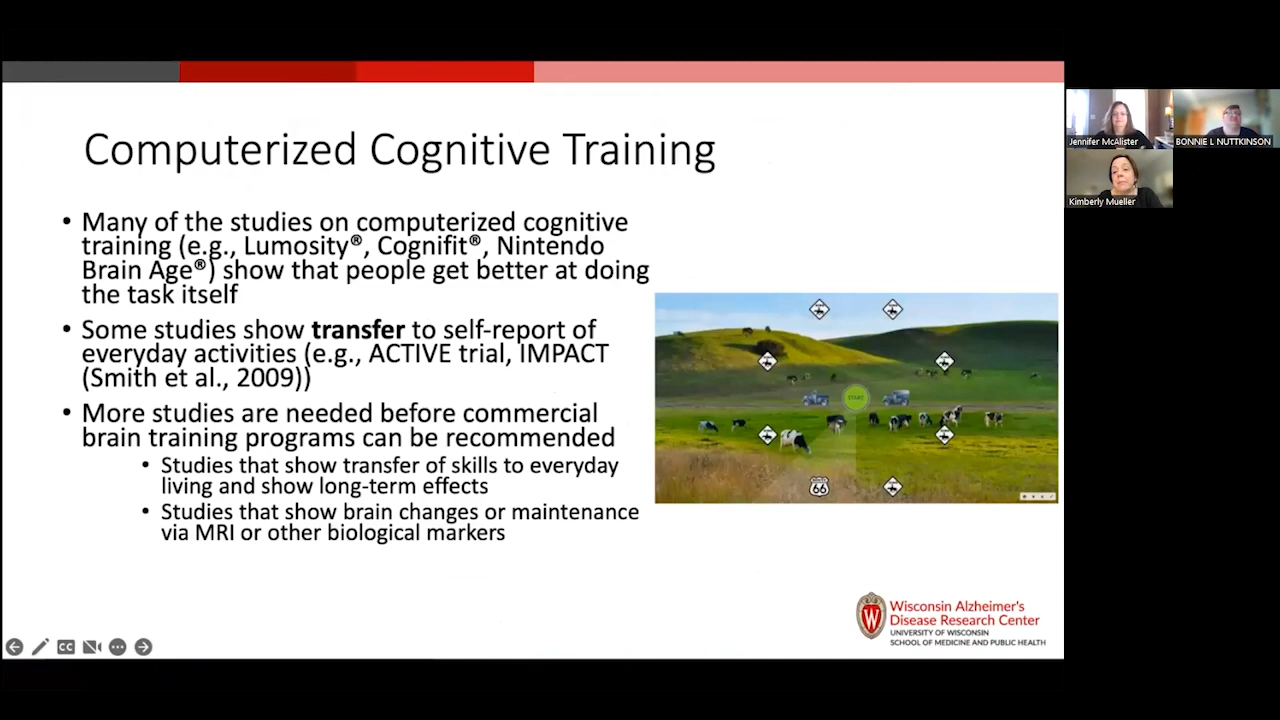 Computerized Cognitive Training
• Many of the studies on computerized cognitive
training (e.g., Lumosity®, Cognifit®, Nintendo
Brain Age®) show that people get better at doing
the task itself
• Some studies show transfer to self-report of
everyday activities (e.g., ACTIVE trial, IMPACT
(Smith et al., 2009))
• More studies are needed before commercial
brain training programs can be recommended
• Studies that show transfer of skills to everyday
living and show long-term effects
• Studies that show brain changes or maintenance
via MRI or other biological markers
START
66
W
Wisconsin Alzheimer's
Disease Research Center
UNIVERSITY OF WISCONSIN
SCHOOL OF MEDICINE AND PUBLIC HEALTH
CC
Jennifer McAlister
BONNIE L NUTTKINSON
Kimberly Mueller